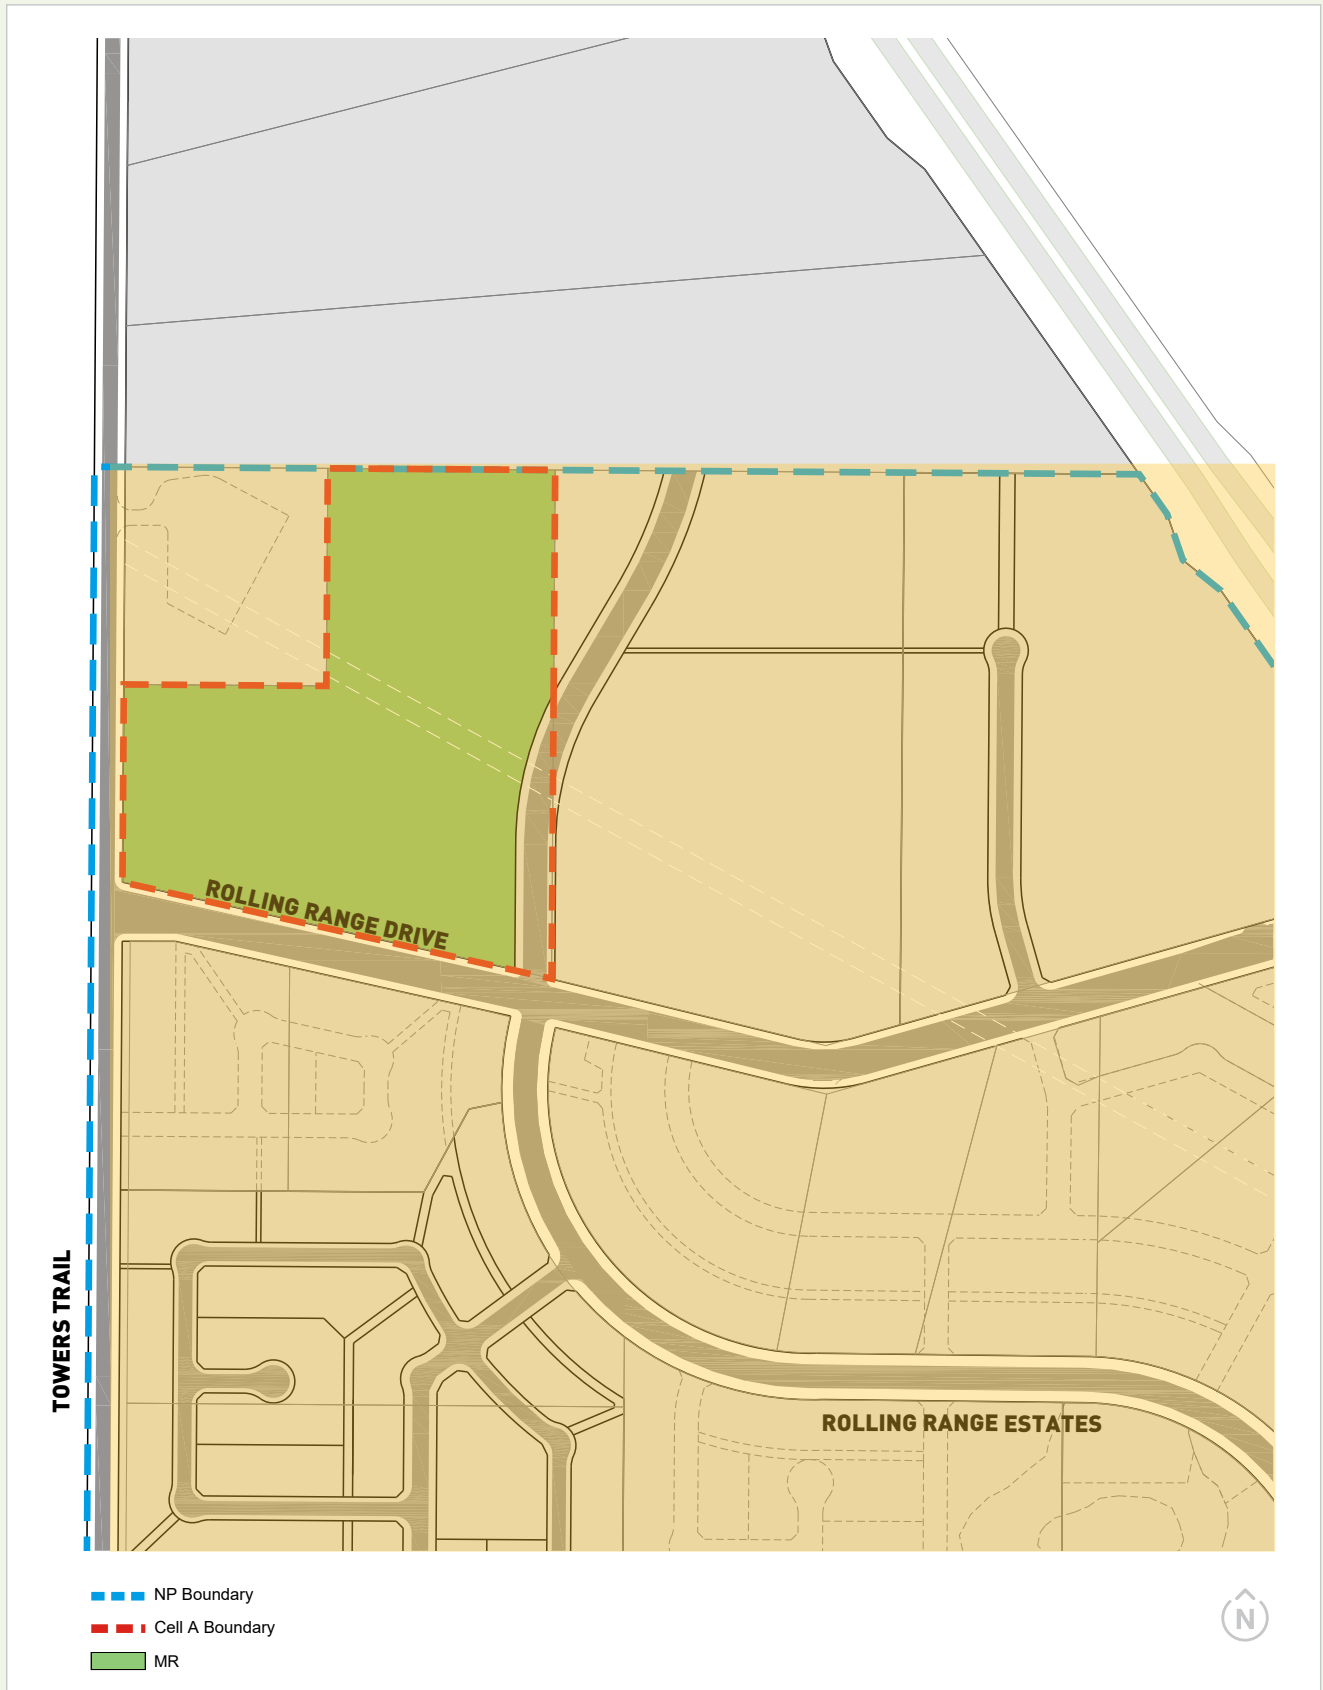 ROLLING RANGE DRIVE
TOWERS TRAIL
ROLLING RANGE ESTATES
NP Boundary
Cell A Boundary
MR
N